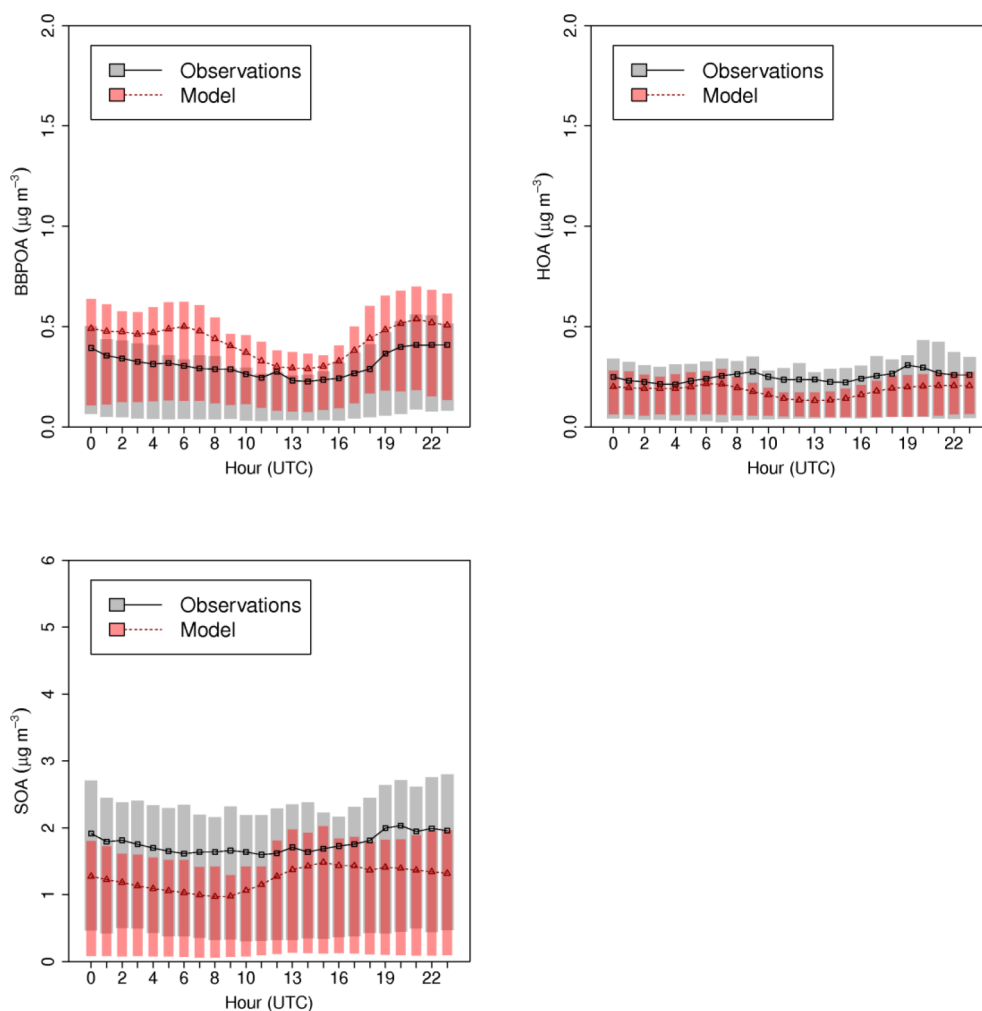 2.0
1.5
1.0
0.5
0.0
BBPOA (μg m⁻³)
Observations
Model
0 2 4 6 8 10 13 16 19 22
Hour (UTC)
2.0
1.5
1.0
0.5
0.0
HOA (μg m⁻³)
Observations
Model
0 2 4 6 8 10 13 16 19 22
Hour (UTC)
6
5
4
3
2
1
0
SOA (μg m⁻³)
Observations
Model
0 2 4 6 8 10 13 16 19 22
Hour (UTC)